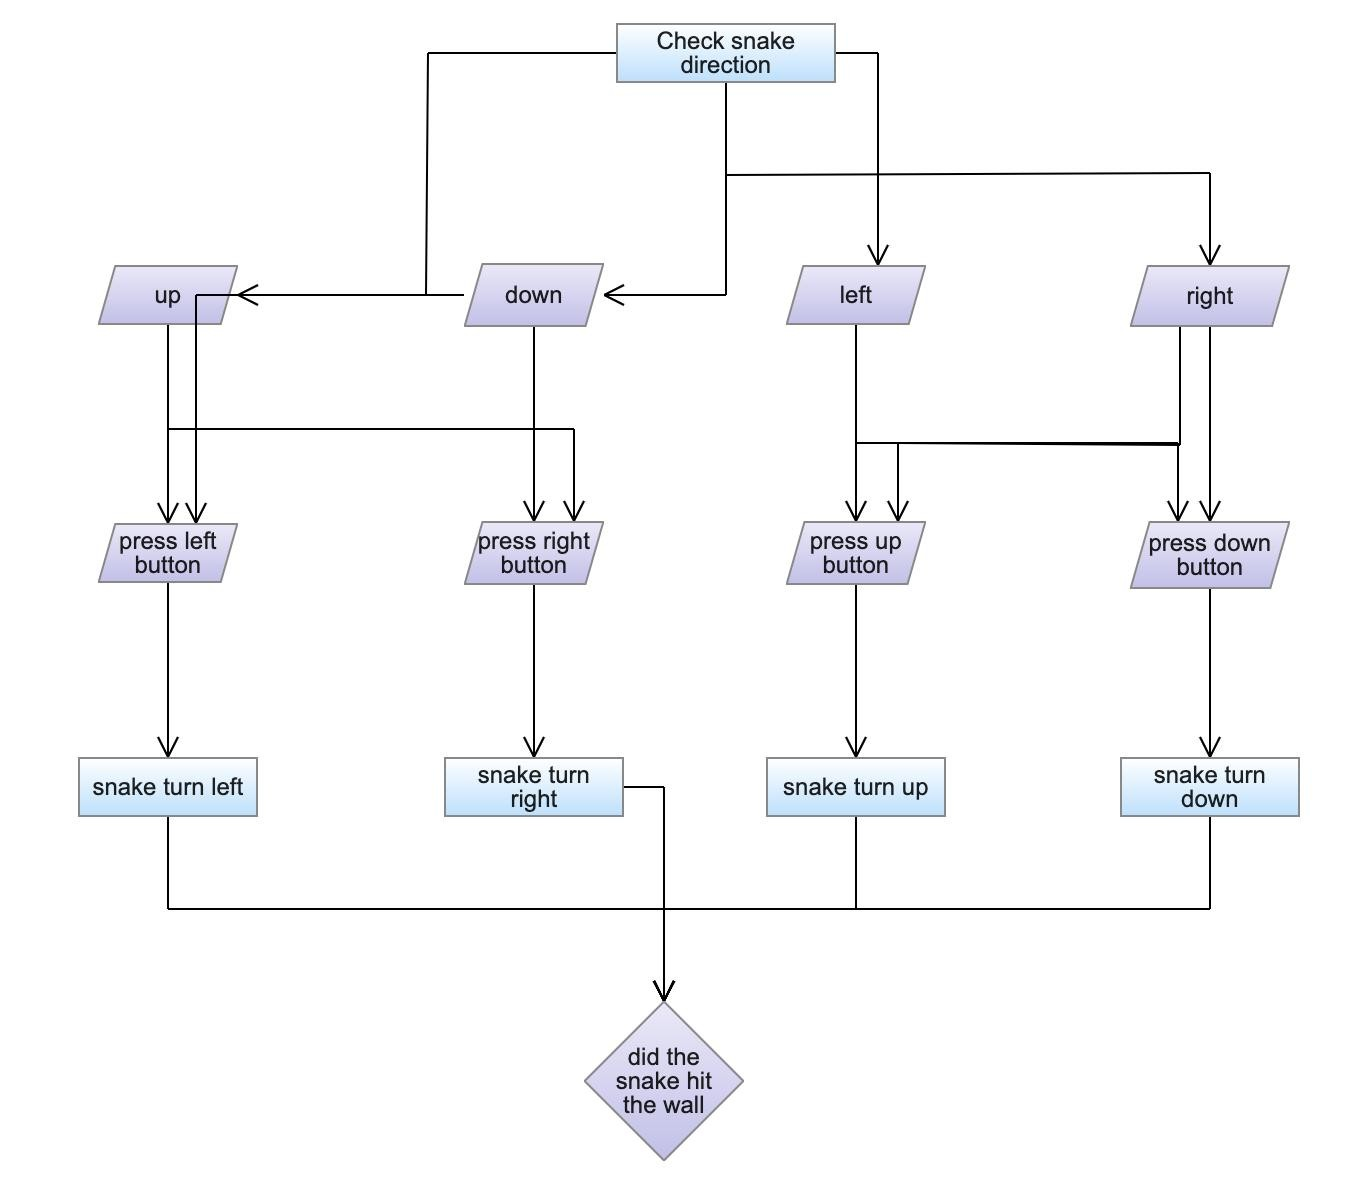 Check snake
direction
up
down
left
right
press left
button
press right
button
press up
button
press down
button
snake turn left
snake turn
right
snake turn up
snake turn
down
did the
snake hit
the wall